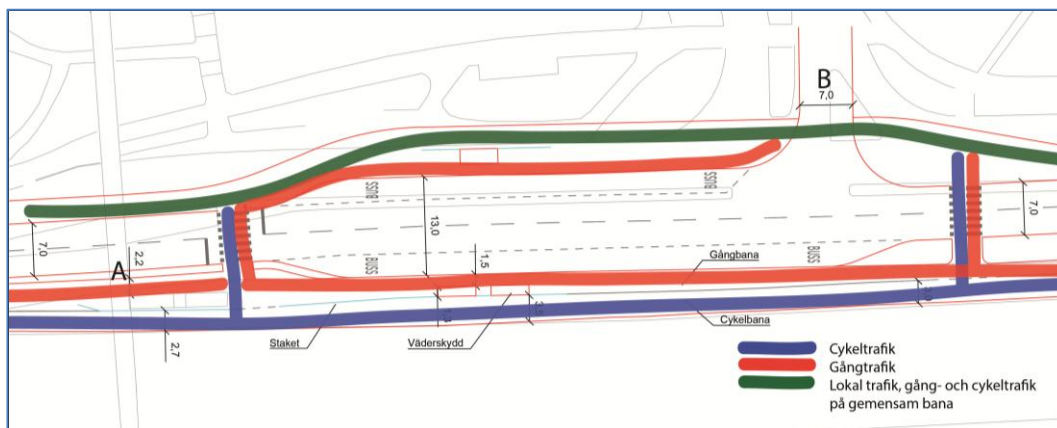 B
7,0
BUSS
BUSS
7,0
13,0
7,0
2,2
A
BUSS
1,5
Gångbana
BUSS
Staket
Väderskydd
Cykelbana
2,7
Cykeltrafik
Gångtrafik
Lokal trafik, gång- och cykeltrafik
på gemensam bana